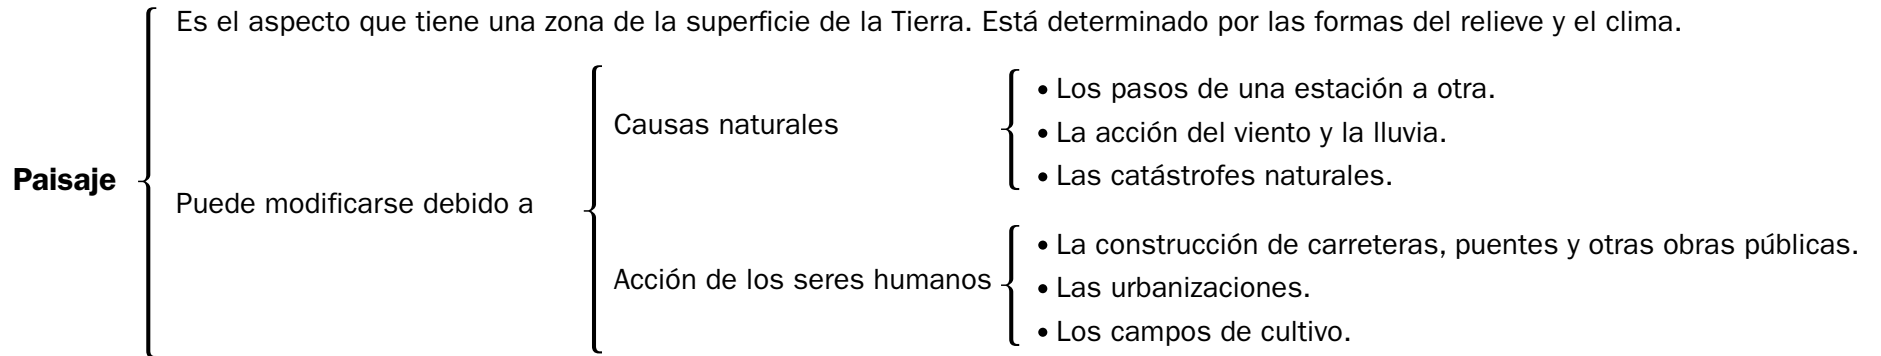 Paisaje
Es el aspecto que tiene una zona de la superficie de la Tierra. Está determinado por las formas del relieve y el clima.
Puede modificarse debido a
Causas naturales
• Los pasos de una estación a otra.
• La acción del viento y la lluvia.
• Las catástrofes naturales.
Acción de los seres humanos
• La construcción de carreteras, puentes y otras obras públicas.
• Las urbanizaciones.
• Los campos de cultivo.